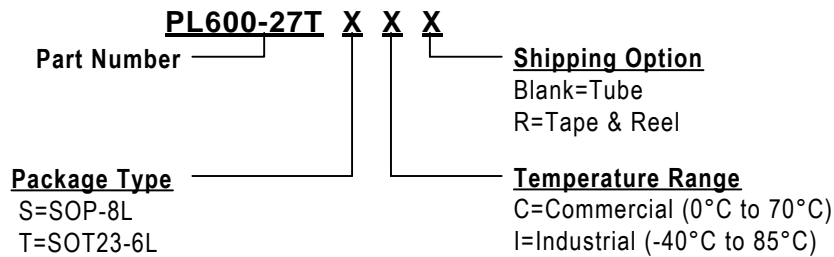 PL600-27T X X X
Part Number
Shipping Option
Blank=Tube
R=Tape & Reel
Package Type
S=SOP-8L
T=SOT23-6L
Temperature Range
C=Commercial (0°C to 70°C)
I=Industrial (-40°C to 85°C)